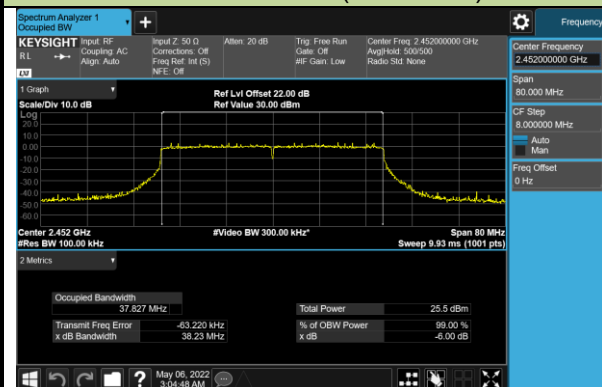 Spectrum Analyzer 1
Occupied BW
Frequency
KEYSIGHT
RL
LXI
Input: RF
Coupling: AC
Align: Auto
Input Z: 50 Ω
Corrections: Off
Freq Ref: Int (S)
NFE: Off
Atten: 20 dB
Trig: Free Run
Gate: Off
#IF Gain: Low
Center Freq: 2.452000000 GHz
Avg|Hold: 500/500
Radio Std: None
Center Frequency
2.452000000 GHz
Span
80.000 MHz
CF Step
8.000000 MHz
Auto
Man
Freq Offset
0 Hz
1 Graph
Scale/Div 10.0 dB
Ref Lvl Offset 22.00 dB
Ref Value 30.00 dBm
Log
20.0
10.0
0.00
-10.0
-20.0
-30.0
-40.0
-50.0
-60.0
Center 2.452 GHz
#Res BW 100.00 kHz
#Video BW 300.00 kHz*
Span 80 MHz
Sweep 9.93 ms (1001 pts)
2 Metrics
Occupied Bandwidth
37.827 MHz
Total Power 25.5 dBm
Transmit Freq Error -63.220 kHz
% of OBW Power 99.00 %
x dB Bandwidth 38.23 MHz
x dB -6.00 dB
May 06, 2022
3:04:48 AM